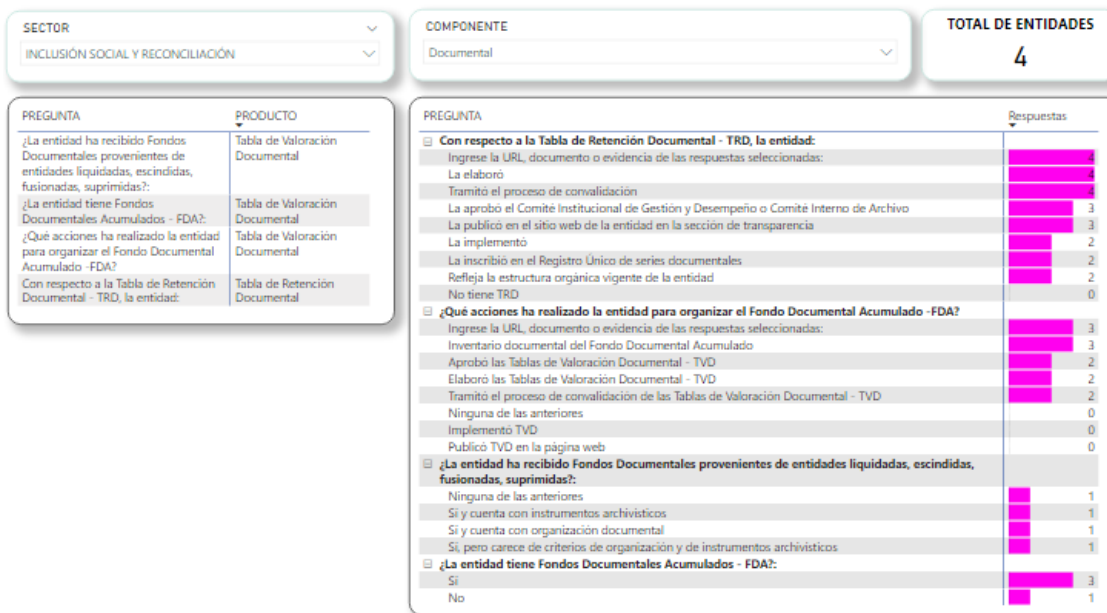 SECTOR
INCLUSIÓN SOCIAL Y RECONCILIACIÓN
COMPONENTE
Documental
TOTAL DE ENTIDADES
4
PREGUNTA PRODUCTO
¿La entidad ha recibido Fondos Tabla de Valoración
Documentales provenientes de Documental
entidades liquidadas, escindidas,
fusionadas, suprimidas?:
¿La entidad tiene Fondos Tabla de Valoración
Documentales Acumulados - FDA?: Documental
¿Qué acciones ha realizado la entidad Tabla de Valoración
para organizar el Fondo Documental Documental
Acumulado -FDA?
Con respecto a la Tabla de Retención Tabla de Retención
Documental - TRD, la entidad: Documental
PREGUNTA Respuestas
Con respecto a la Tabla de Retención Documental - TRD, la entidad:
Ingrese la URL, documento o evidencia de las respuestas seleccionadas: 4
La elaboró 4
Tramitó el proceso de convalidación 4
La aprobó el Comité Institucional de Gestión y Desempeño o Comité Interno de Archivo 3
La publicó en el sitio web de la entidad en la sección de transparencia 3
La implementó 2
La inscribió en el Registro Único de series documentales 2
Refleja la estructura orgánica vigente de la entidad 2
No tiene TRD 0
¿Qué acciones ha realizado la entidad para organizar el Fondo Documental Acumulado -FDA?
Ingrese la URL, documento o evidencia de las respuestas seleccionadas: 3
Inventario documental del Fondo Documental Acumulado 3
Aprobó las Tablas de Valoración Documental - TVD 2
Elaboró las Tablas de Valoración Documental - TVD 2
Tramitó el proceso de convalidación de las Tablas de Valoración Documental - TVD 2
Ninguna de las anteriores 0
Implementó TVD 0
Publicó TVD en la página web 0
¿La entidad ha recibido Fondos Documentales provenientes de entidades liquidadas, escindidas,
fusionadas, suprimidas?:
Ninguna de las anteriores 1
Sí y cuenta con instrumentos archivísticos 1
Sí y cuenta con organización documental 1
Sí, pero carece de criterios de organización y de instrumentos archivísticos 1
¿La entidad tiene Fondos Documentales Acumulados - FDA?:
Sí 3
No 1